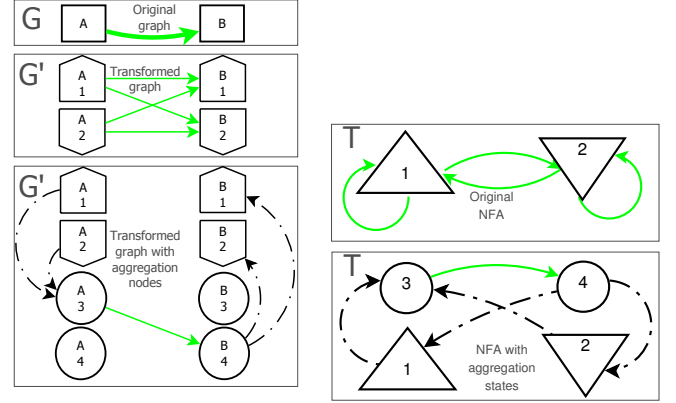 G
A
Original
graph
B
G'
A
1
Transformed
graph
B
1
A
2
B
2
G'
A
1
B
1
A
2
Transformed
graph with
aggregation
nodes
B
2
A
3
B
3
A
4
B
4
T
1
2
Original
NFA
T
3
4
1
NFA with
aggregation
states
2